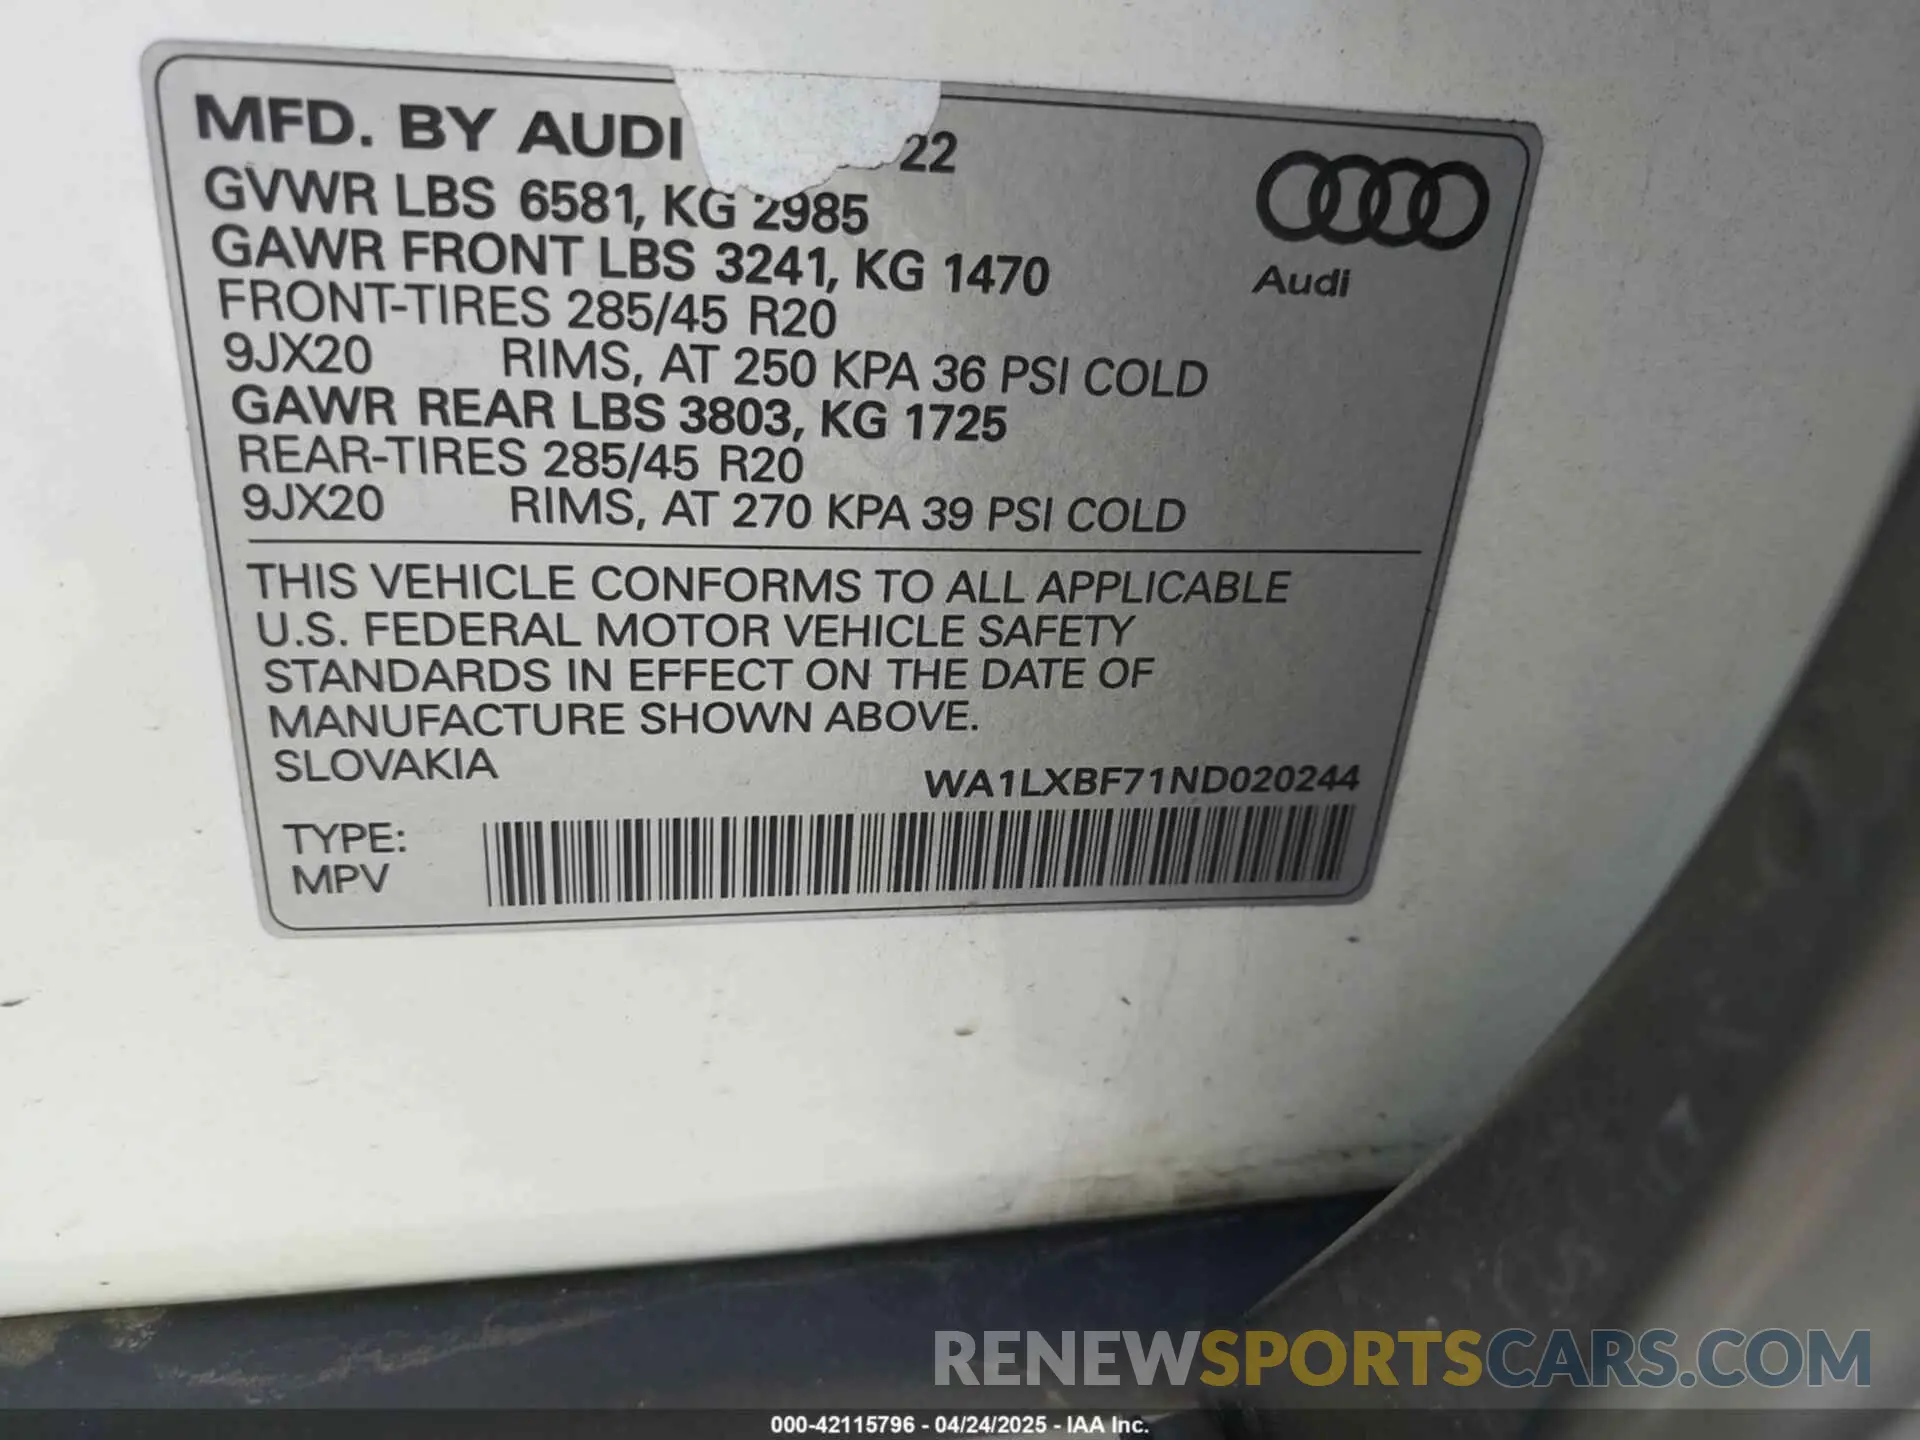 MFD. BY AUDI 22
GVWR LBS 6581, KG 2985
GAWR FRONT LBS 3241, KG 1470
FRONT-TIRES 285/45 R20
9JX20 RIMS, AT 250 KPA 36 PSI COLD
GAWR REAR LBS 3803, KG 1725
REAR-TIRES 285/45 R20
9JX20 RIMS, AT 270 KPA 39 PSI COLD
Audi
THIS VEHICLE CONFORMS TO ALL APPLICABLE
U.S. FEDERAL MOTOR VEHICLE SAFETY
STANDARDS IN EFFECT ON THE DATE OF
MANUFACTURE SHOWN ABOVE.
SLOVAKIA
WA1LXBF71ND020244
TYPE:
MPV
RENEWSPORTSCARS.COM
000-42115796 - 04/24/2025 - IAA Inc.